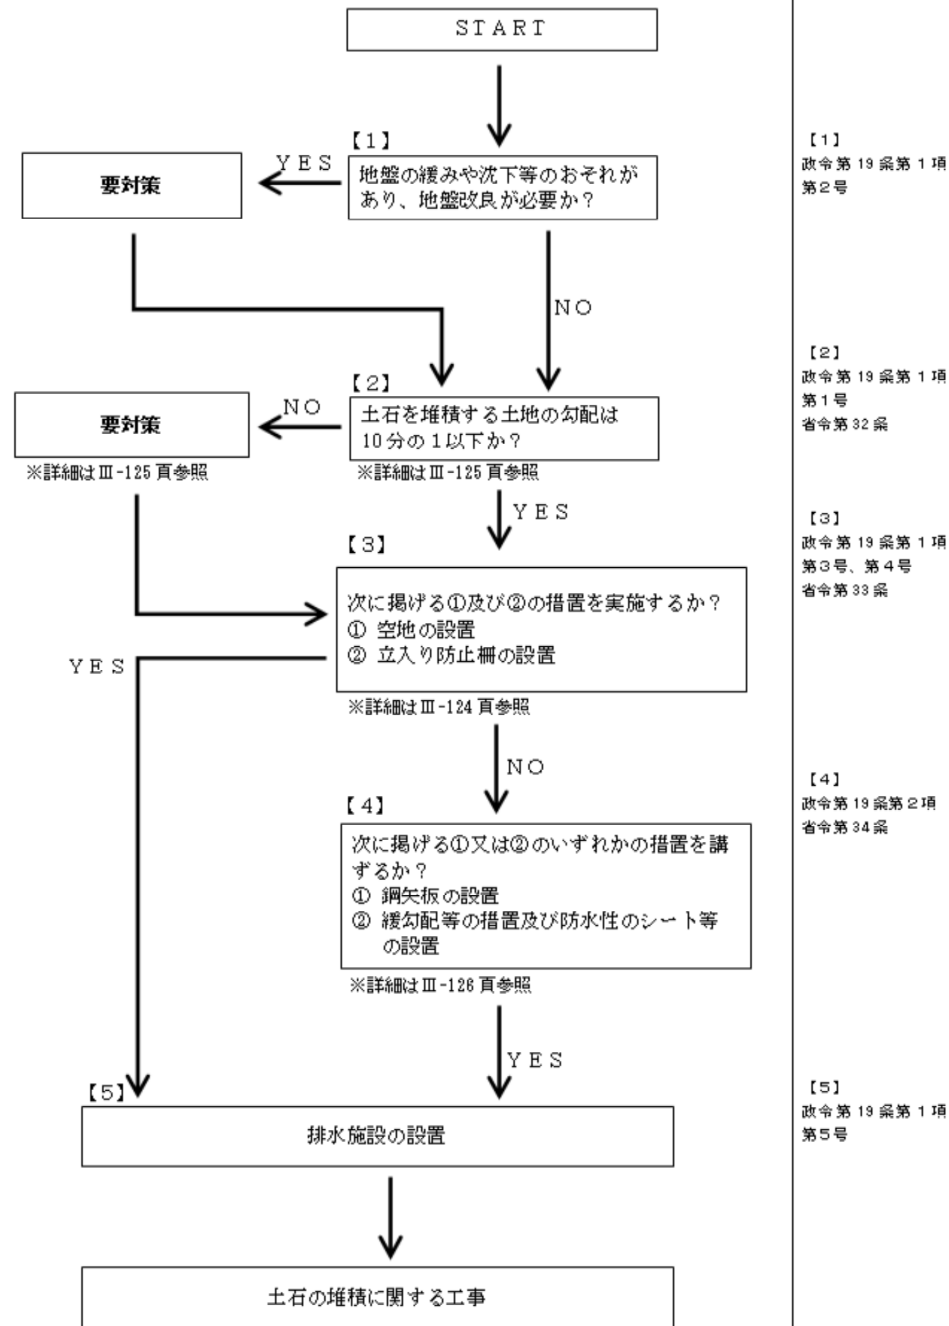 START
【1】
YES
要対策
地盤の緩みや沈下等のおそれが
あり、地盤改良が必要か？
NO
【2】
NO
要対策
土石を堆積する土地の勾配は
10分の1以下か？
※詳細はⅢ-125 頁参照
※詳細はⅢ-125 頁参照
YES
【3】
次に掲げる①及び②の措置を実施するか？
① 空地の設置
② 立入り防止柵の設置
YES
※詳細はⅢ-124 頁参照
NO
【4】
次に掲げる①又は②のいずれかの措置を講
ずるか？
① 鋼矢板の設置
② 緩勾配等の措置及び防水性のシート等
の設置
※詳細はⅢ-126 頁参照
YES
【5】
排水施設の設置
土石の堆積に関する工事
【1】
政令第19条第1項
第2号
【2】
政令第19条第1項
第1号
省令第32条
【3】
政令第19条第1項
第3号、第4号
省令第33条
【4】
政令第19条第2項
省令第34条
【5】
政令第19条第1項
第5号